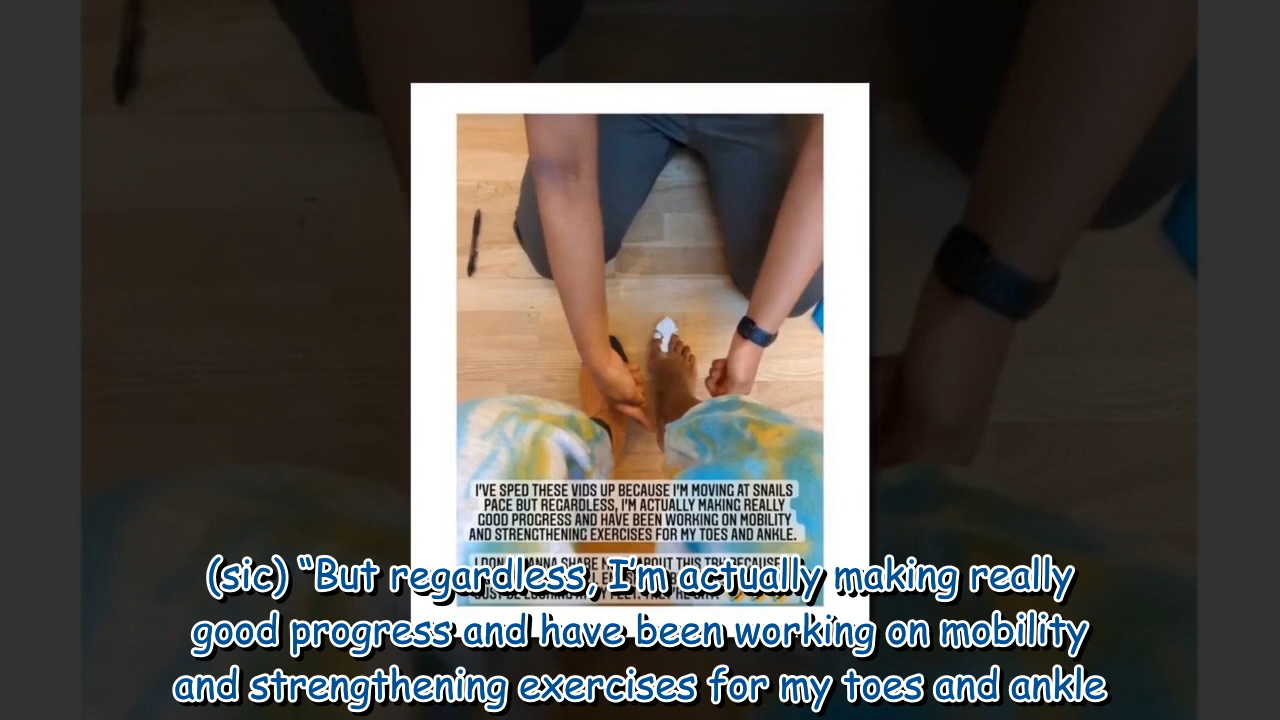 I'VE SPED THESE VIDS UP BECAUSE I'M MOVING AT SNAILS
PACE BUT REGARDLESS, I'M ACTUALLY MAKING REALLY
GOOD PROGRESS AND HAVE BEEN WORKING ON MOBILITY
AND STRENGTHENING EXERCISES FOR MY TOES AND ANKLE.
ABOUT THIS
(sic) “But regardless, I'm actually making really
good progress and have been working on mobility
and strengthening exercises for my toes and ankle